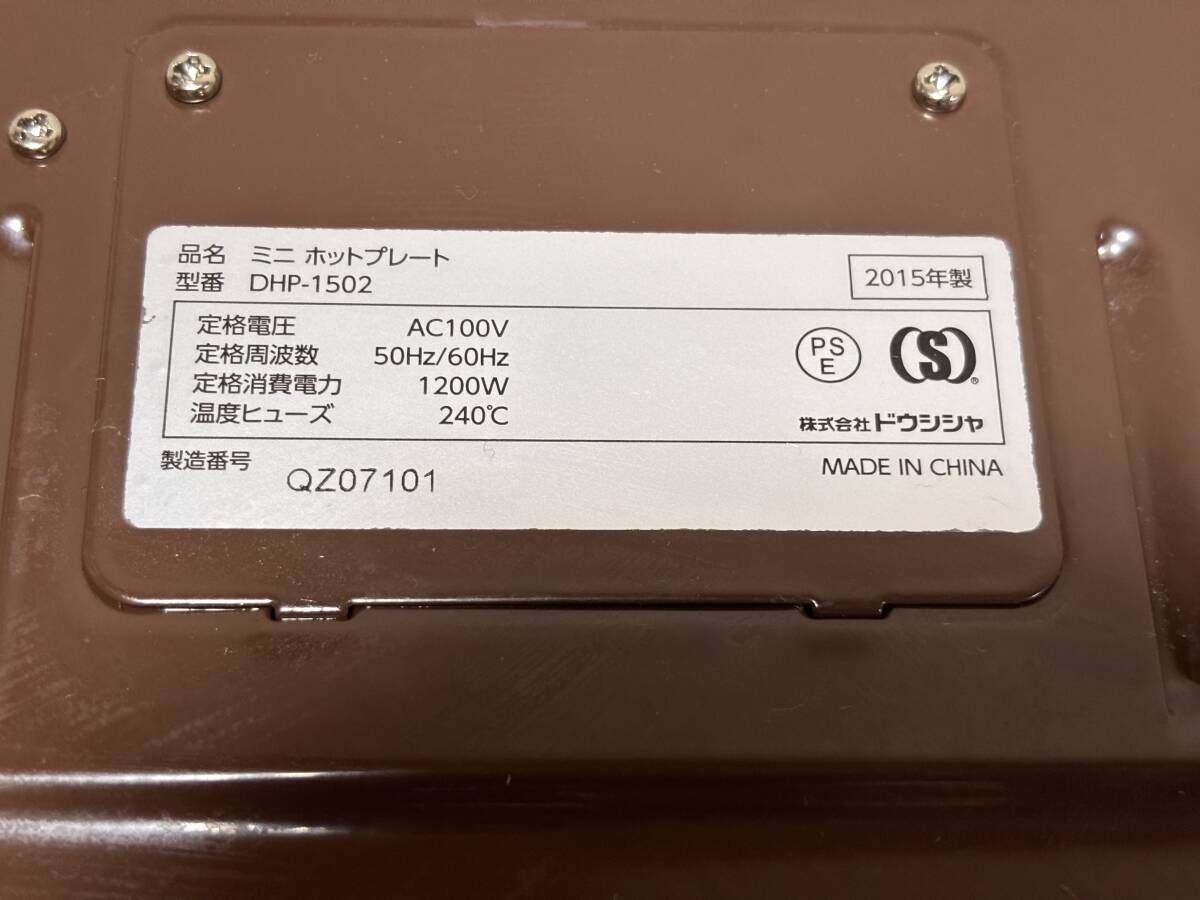 品名 ミニ ホットプレート
型番 DHP-1502
2015年製
定格電圧 AC100V
定格周波数 50Hz/60Hz
定格消費電力 1200W
温度ヒューズ 240℃
PS
E
(S)®
株式会社ドウシシャ
製造番号 QZ07101
MADE IN CHINA